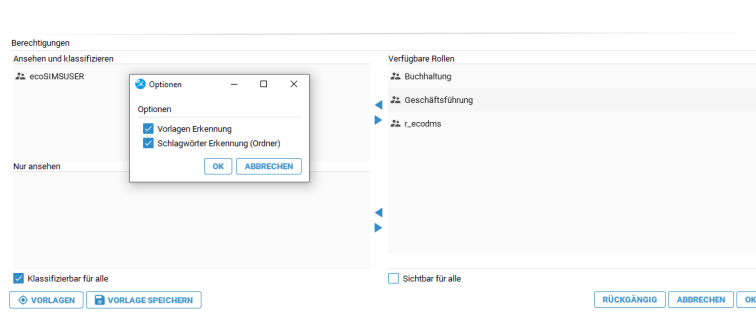 Berechtigungen
Ansehen und klassifizieren
ecoSIMSUSER
Optionen
Optionen
Vorlagen Erkennung
Schlagwörter Erkennung (Ordner)
OK ABBRECHEN
Nur ansehen
Verfügbare Rollen
Buchhaltung
Geschäftsführung
r_ecodms
Klassifizierbar für alle
Sichtbar für alle
VORLAGEN VORLAGE SPEICHERN
RÜCKGÄNGIG ABBRECHEN OK